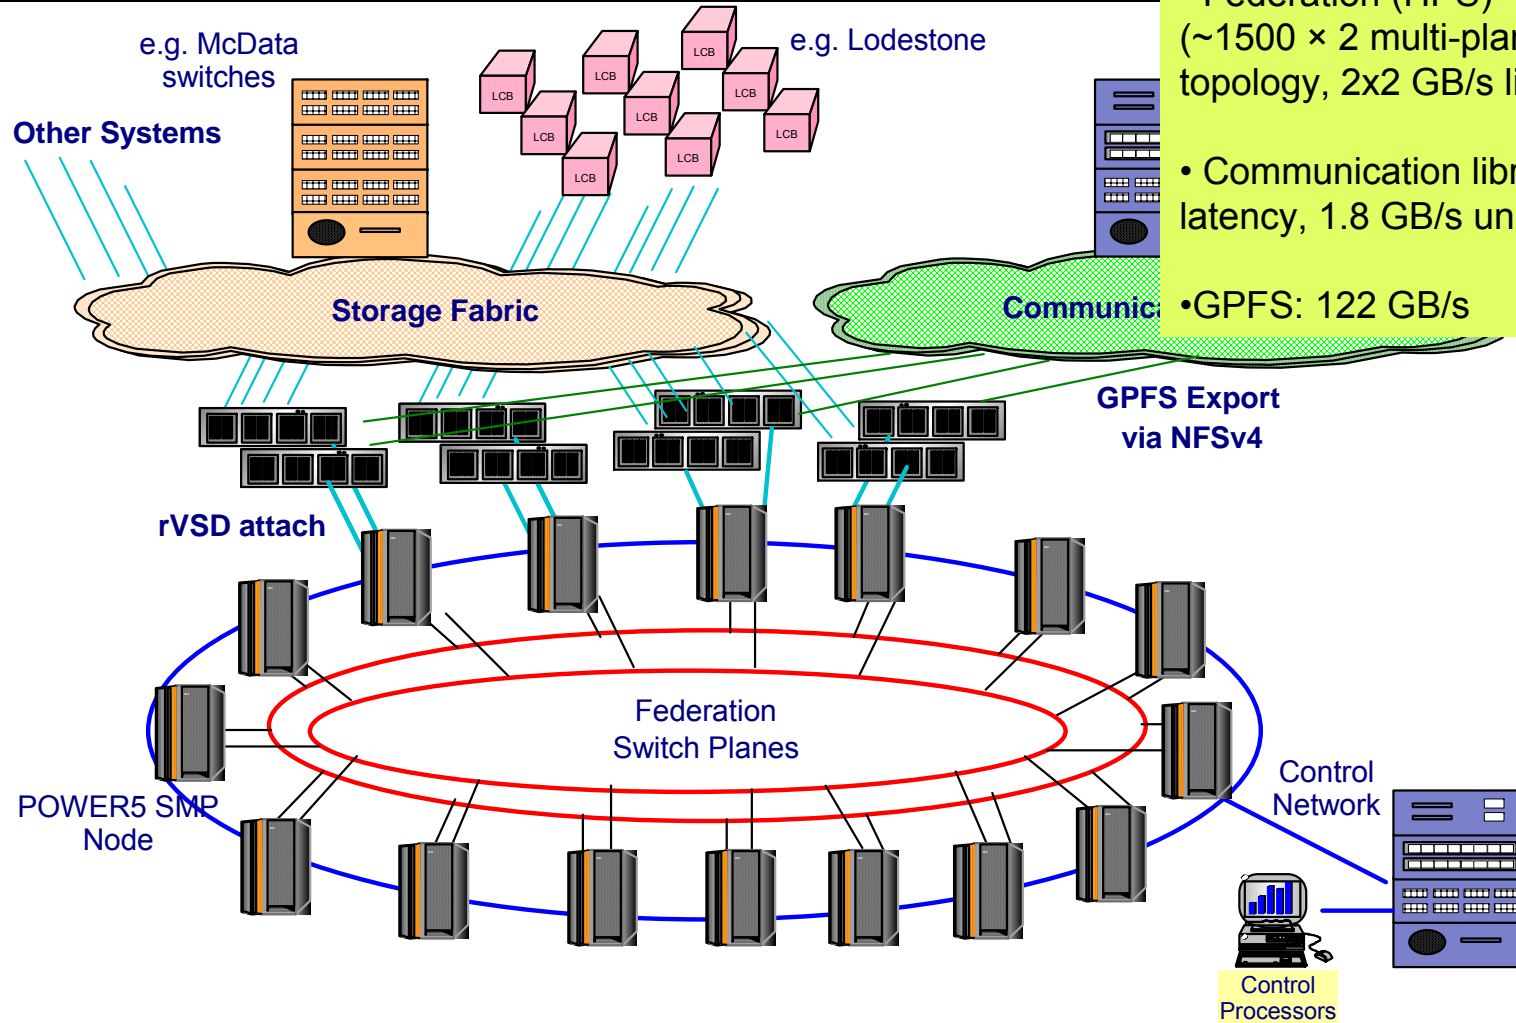 Federation (HPS)
(~1500 × 2 multi-plan
topology, 2x2 GB/s li
• Communication libr
latency, 1.8 GB/s un
•GPFS: 122 GB/s
e.g. McData
switches
e.g. Lodestone
Other Systems
LCB
LCB
LCB
LCB
LCB
LCB
LCB
LCB
LCB
Storage Fabric
Communica
GPFS Export
via NFSv4
rVSD attach
Federation
Switch Planes
POWER5 SMP
Node
Control
Network
Control
Processors